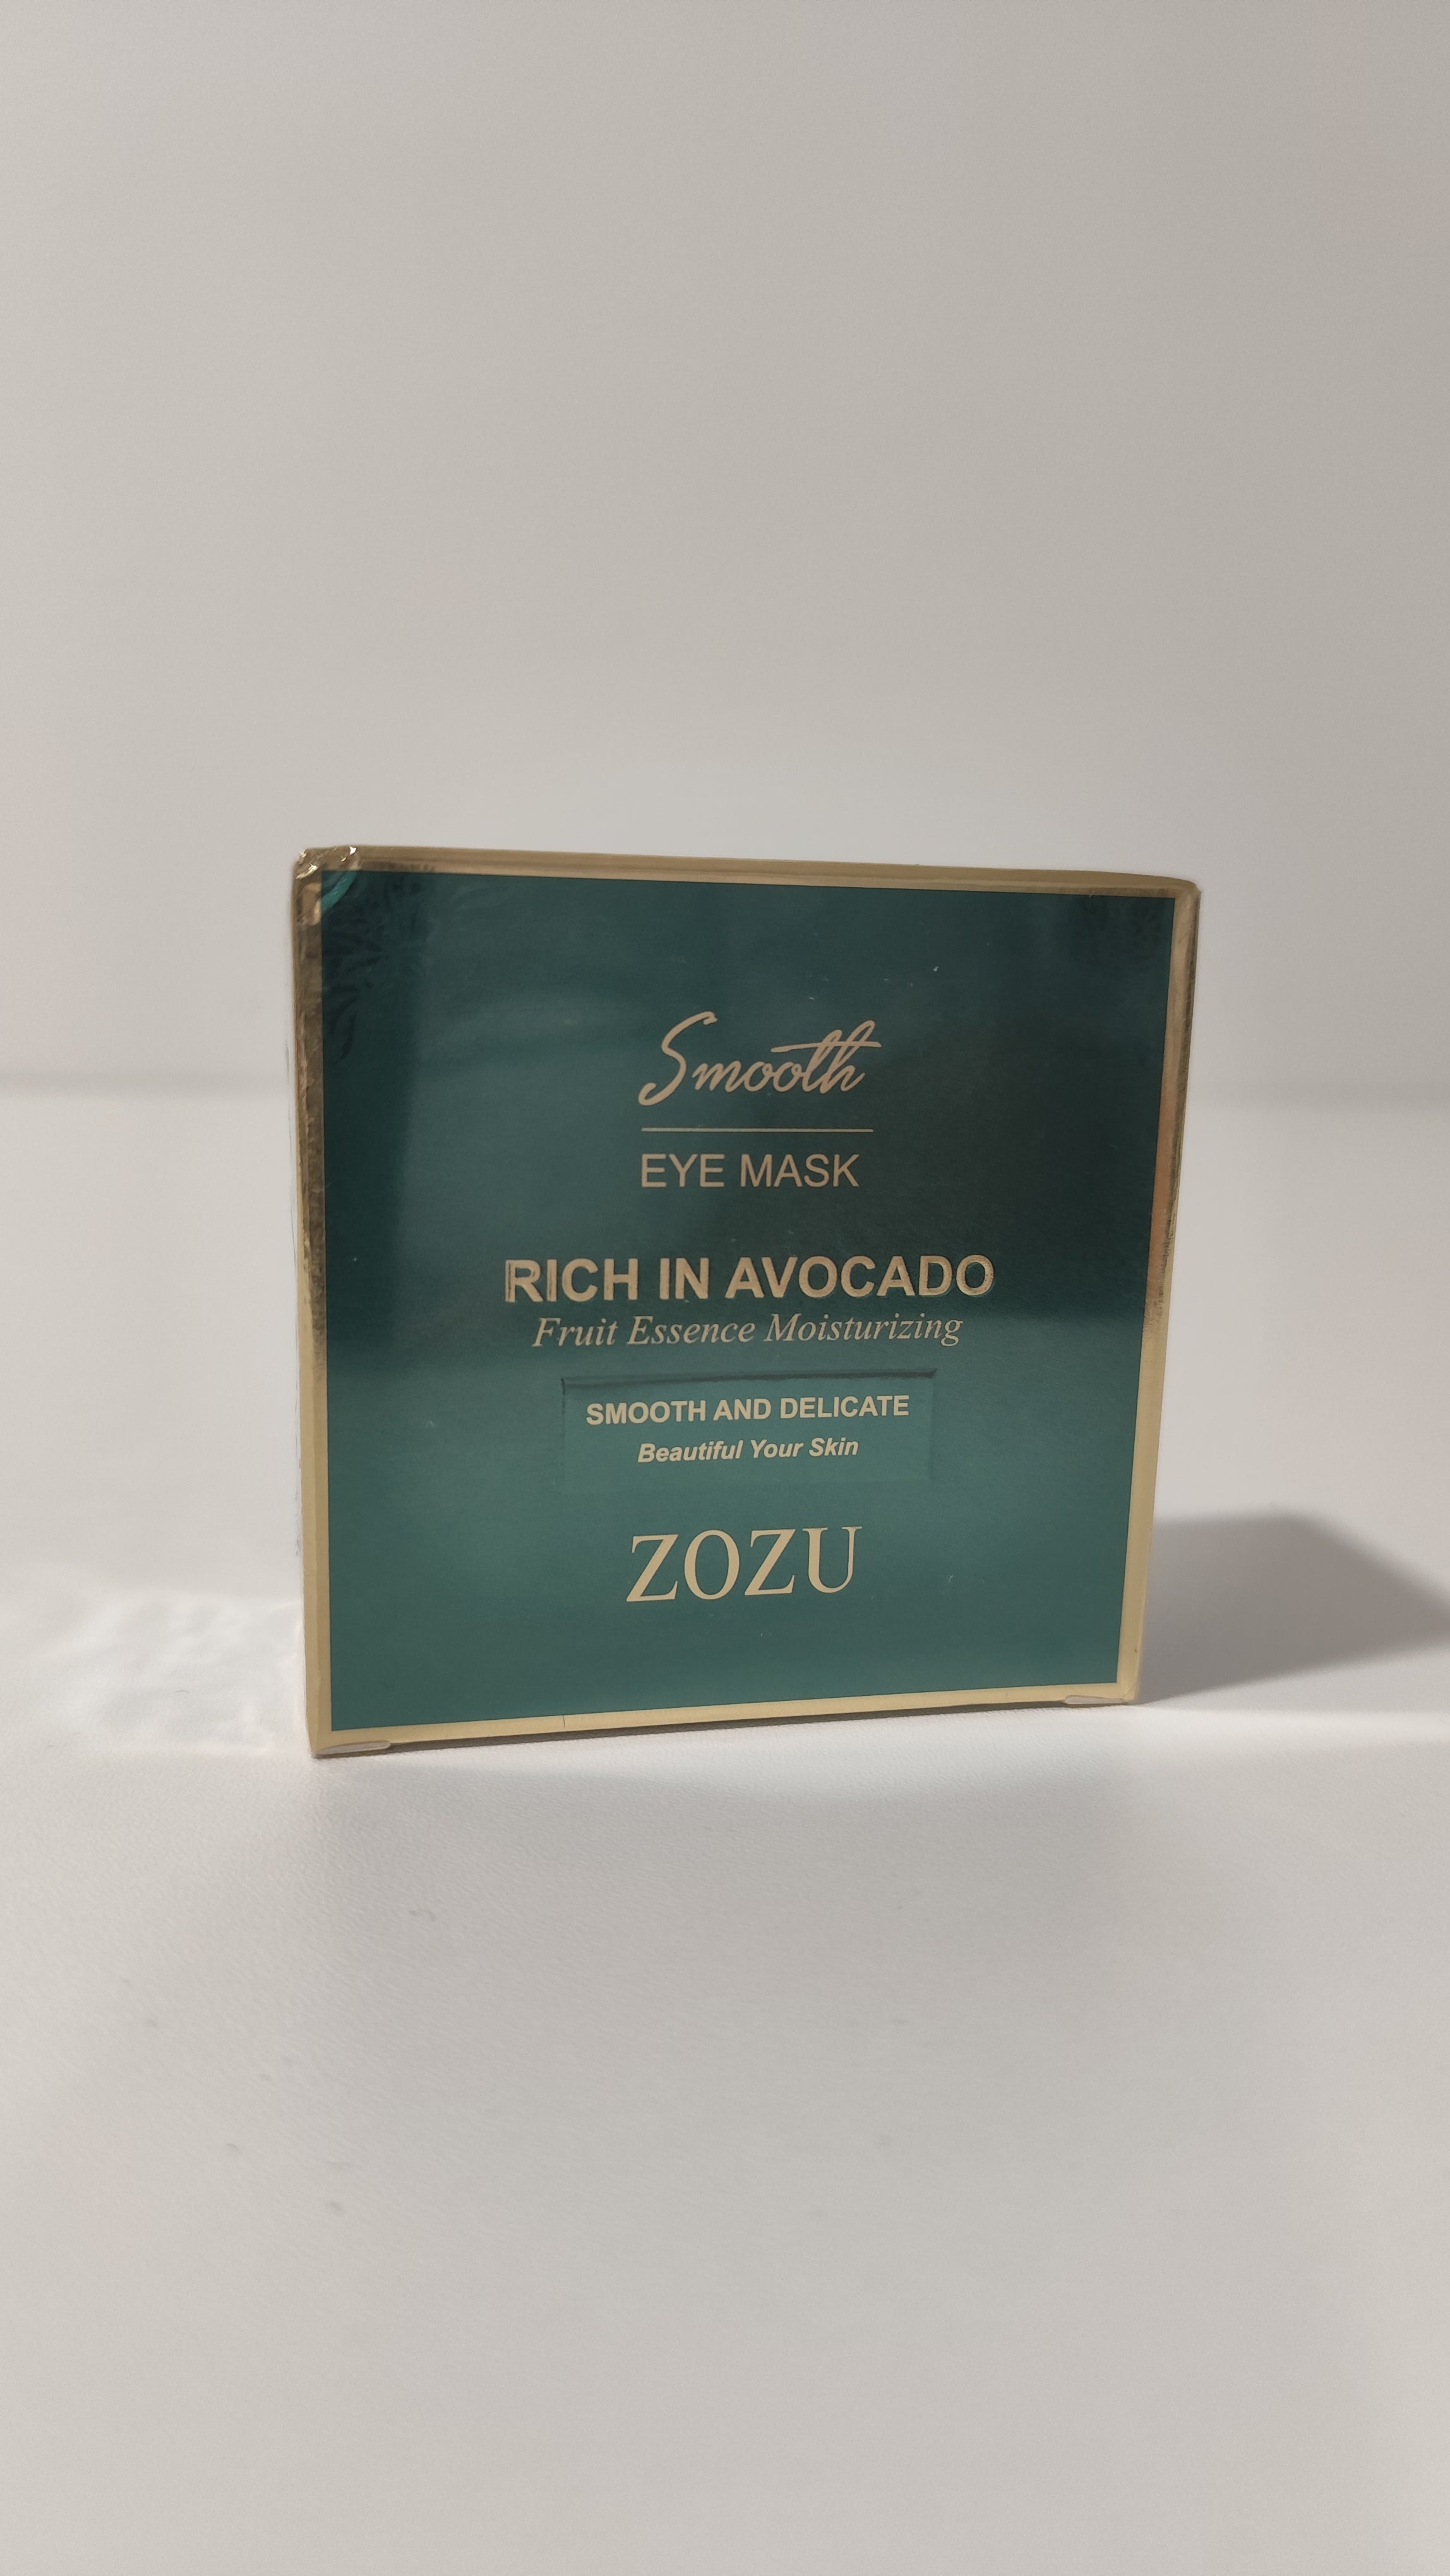 Smooth
EYE MASK
RICH IN AVOCADO
Fruit Essence Moisturizing
SMOOTH AND DELICATE
Beautiful Your Skin
ZOZU